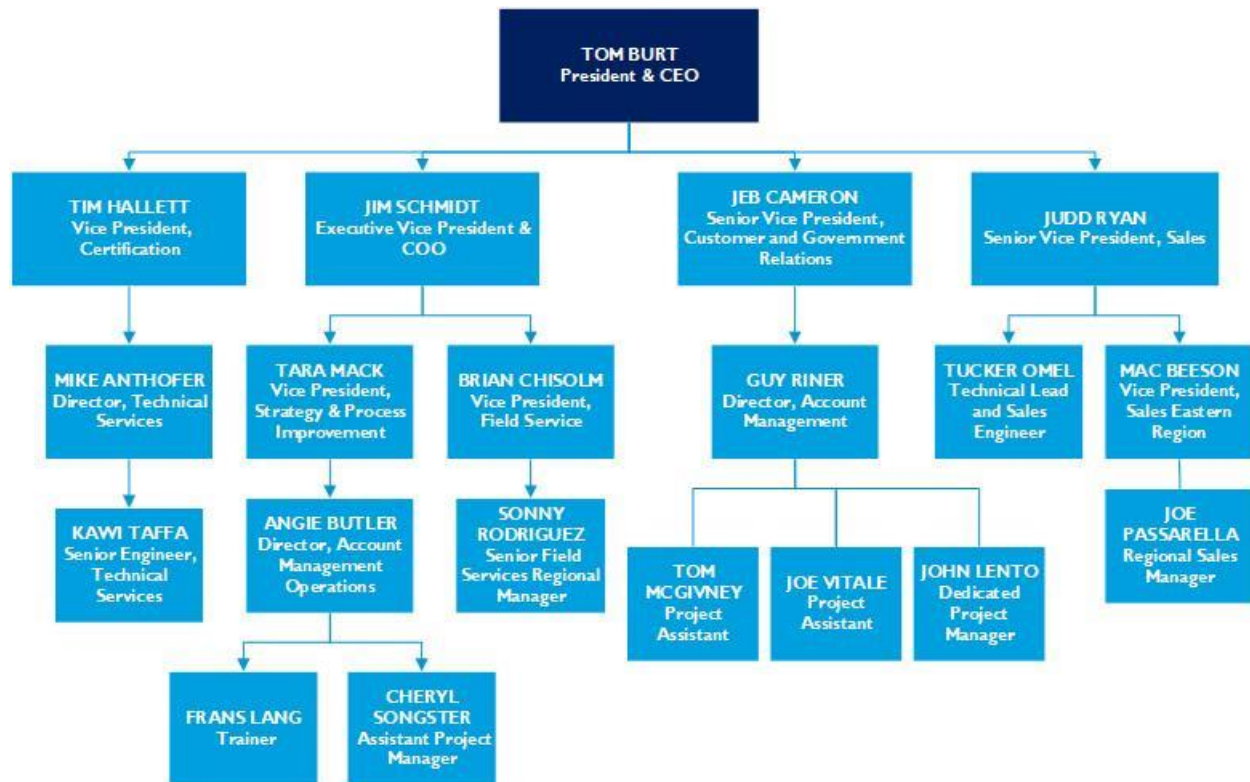 TOM BURT
President & CEO
TIM HALLETT
Vice President,
Certification
JIM SCHMIDT
Executive Vice President &
COO
JEB CAMERON
Senior Vice President,
Customer and Government
Relations
JUDD RYAN
Senior Vice President, Sales
MIKE ANTHOFER
Director, Technical
Services
TARA MACK
Vice President,
Strategy & Process
Improvement
BRIAN CHISOLM
Vice President,
Field Service
GUY RINER
Director, Account
Management
TUCKER OMEL
Technical Lead
and Sales
Engineer
MAC BEESON
Vice President,
Sales Eastern
Region
KAWI TAFFA
Senior Engineer,
Technical
Services
ANGIE BUTLER
Director, Account
Management
Operations
SONNY
RODRIGUEZ
Senior Field
Services Regional
Manager
TOM
MCGIVNEY
Project
Assistant
JOE VITALE
Project
Assistant
JOHN LENTO
Dedicated
Project
Manager
JOE
PASSARELLA
Regional Sales
Manager
FRANS LANG
Trainer
CHERYL
SONGSTER
Assistant Project
Manager